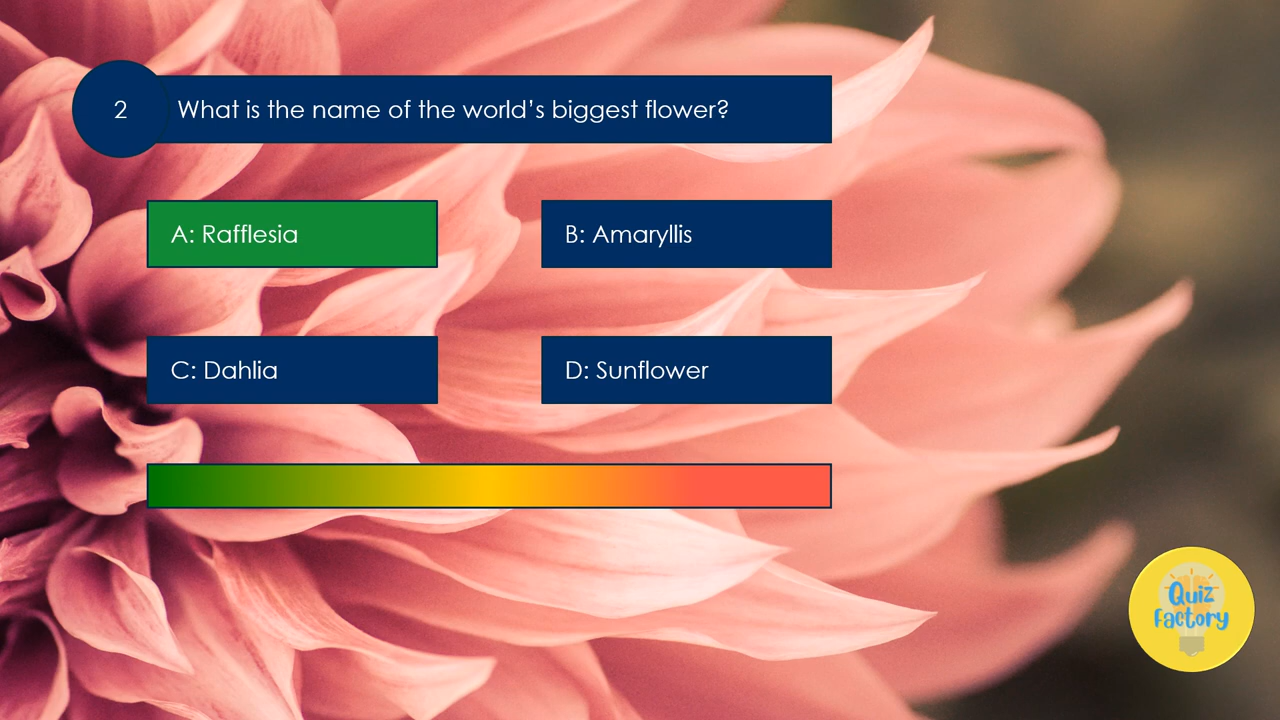 2
What is the name of the world's biggest flower?
A: Rafflesia
B: Amaryllis
C: Dahlia
D: Sunflower
Quiz
Factory